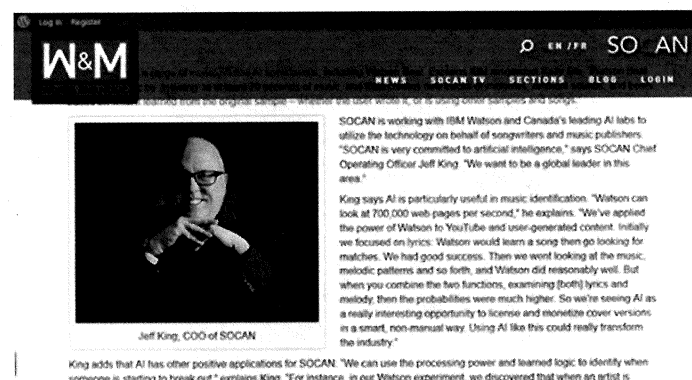 Log in Register
W&M
EN / FR SO AN
NEWS SOCAN TV SECTIONS BLOG LOGIN
learned from the original sample – whether the user wrote it, or is using other samples and songs.
SOCAN is working with IBM Watson and Canada's leading AI labs to
utilize the technology on behalf of songwriters and music publishers.
"SOCAN is very committed to artificial intelligence," says SOCAN Chief
Operating Officer Jeff King. "We want to be a global leader in this
area."
King says AI is particularly useful in music identification. "Watson can
look at 700,000 web pages per second," he explains. "We've applied
the power of Watson to YouTube and user-generated content. Initially
we focused on lyrics: Watson would learn a song then go looking for
matches. We had good success. Then we went looking at the music,
melodic patterns and so forth, and Watson did reasonably well. But
when you combine the two functions, examining [both] lyrics and
melody, then the probabilities were much higher. So we're seeing AI as
a really interesting opportunity to license and monetize cover versions
in a smart, non-manual way. Using AI like this could really transform
the industry."
Jeff King, COO of SOCAN
King adds that AI has other positive applications for SOCAN. "We can use the processing power and learned logic to identify when
someone is starting to break out," explains King. "For instance, in our Watson experiment, we discovered that when an artist is